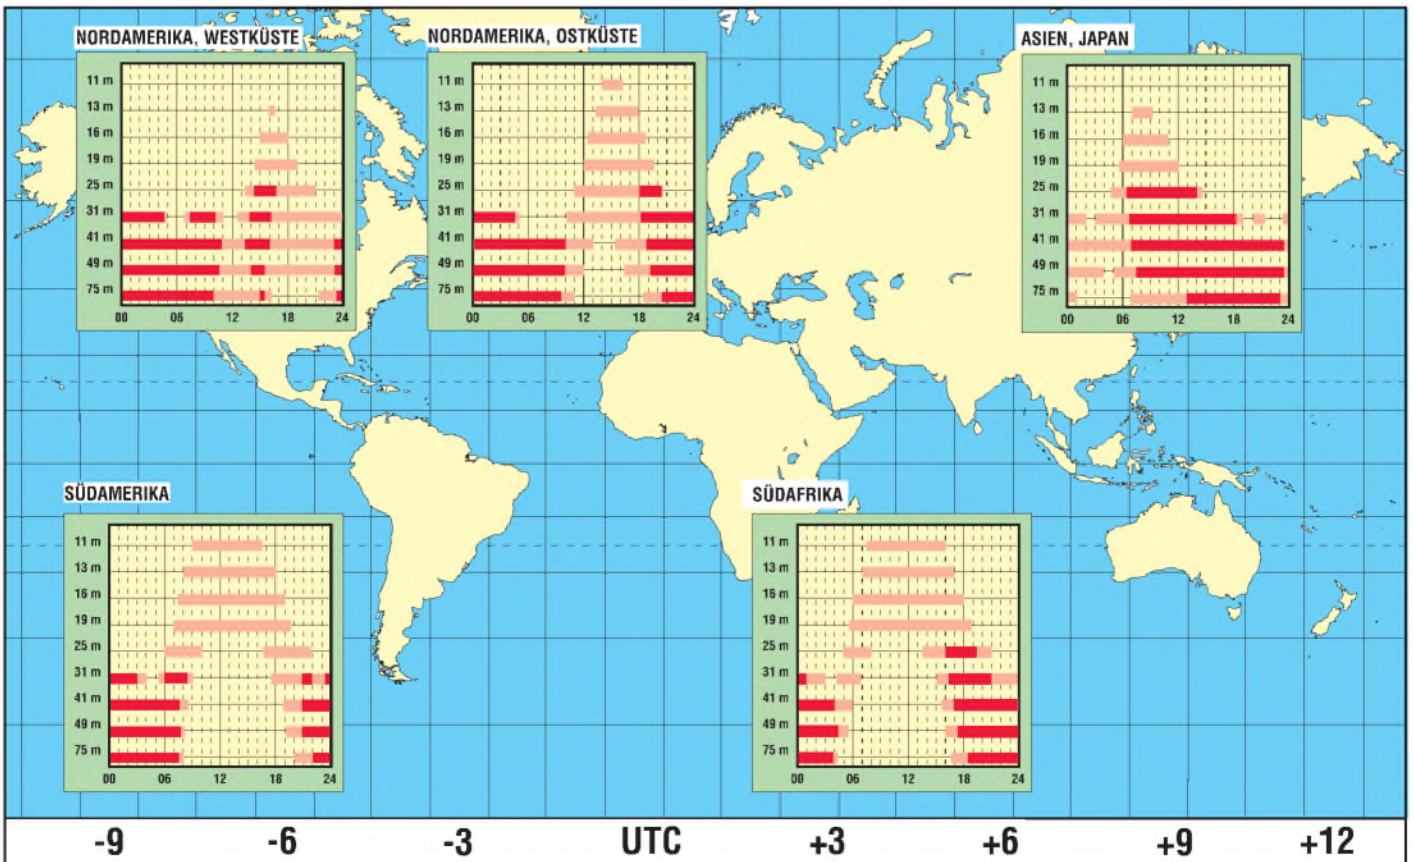 NORDAMERIKA, WESTKÜSTE
11 m
13 m
16 m
19 m
25 m
31 m
41 m
49 m
75 m
00 06 12 18 24
NORDAMERIKA, OSTKÜSTE
11 m
13 m
16 m
19 m
25 m
31 m
41 m
49 m
75 m
00 06 12 18 24
ASIEN, JAPAN
11 m
13 m
16 m
19 m
25 m
31 m
41 m
49 m
75 m
00 06 12 18 24
SÜDAMERIKA
11 m
13 m
16 m
19 m
25 m
31 m
41 m
49 m
75 m
00 06 12 18 24
SÜDAFRIKA
11 m
13 m
16 m
19 m
25 m
31 m
41 m
49 m
75 m
00 06 12 18 24
-9 -6 -3 UTC +3 +6 +9 +12